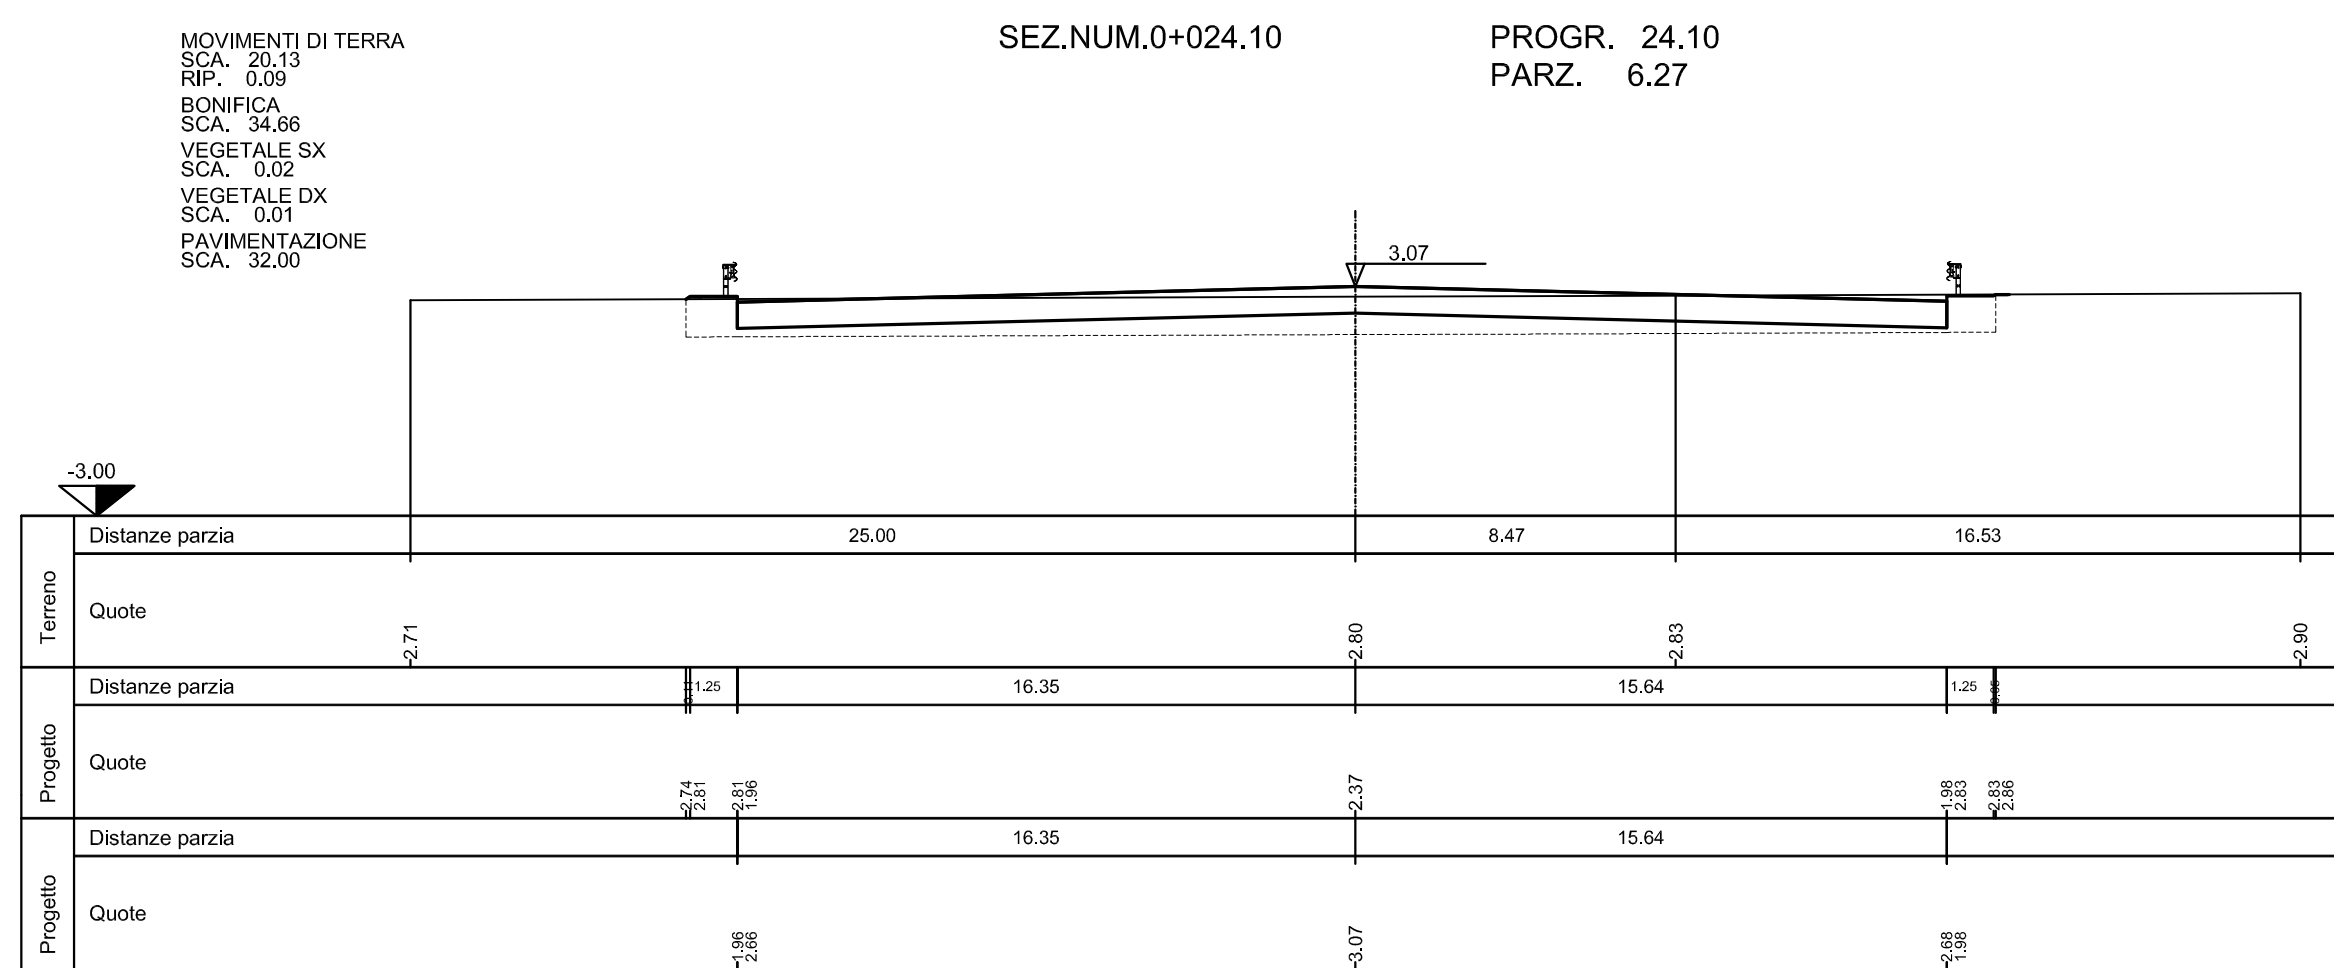 MOVIMENTI DI TERRA
SCA. 20.13
RIP. 0.09
BONIFICA
SCA. 34.66
VEGETALE SX
SCA. 0.02
VEGETALE DX
SCA. 0.01
PAVIMENTAZIONE
SCA. 32.00
SEZ.NUM.0+024.10
PROGR. 24.10
PARZ. 6.27
3.07
-3.00
Terreno
Distanze parzia 25.00 8.47 16.53
Quote
2.71 2.80 2.83 2.90
Progetto
Distanze parzia 1.25 16.35 15.64 1.25
Quote
2.74 2.81 2.81 1.96 2.37 1.98 2.83 2.83 2.86
Progetto
Distanze parzia 16.35 15.64
Quote
1.96 2.66 3.07 2.68 1.98